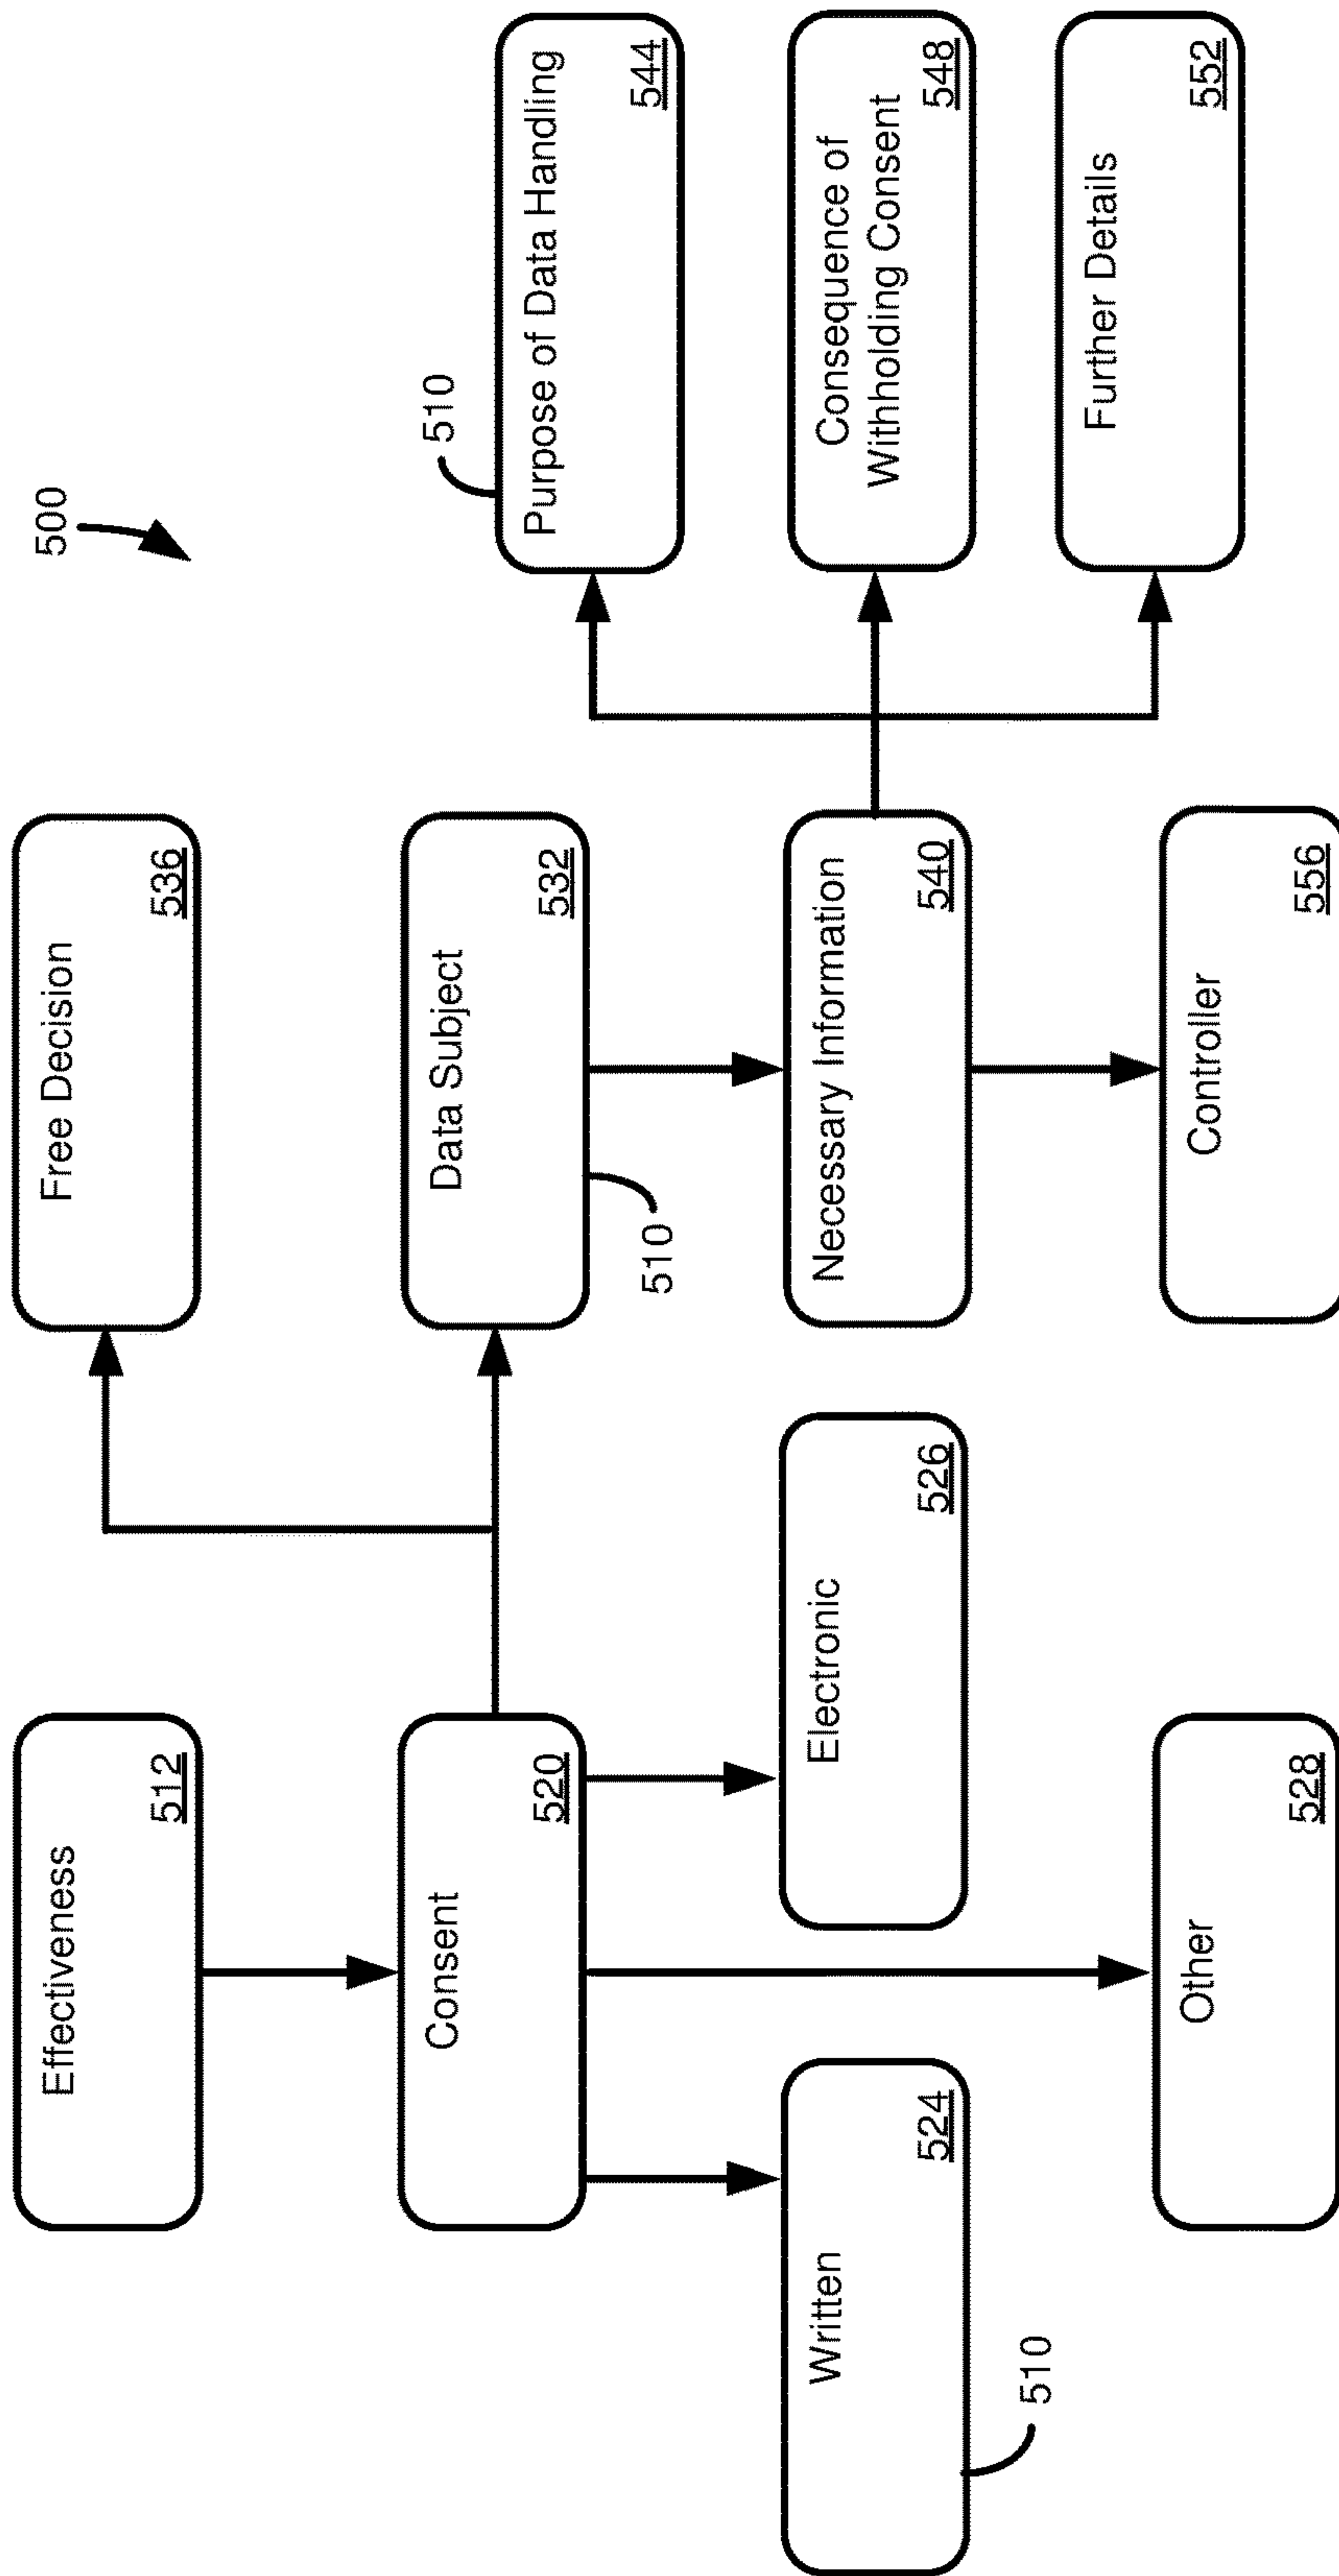 500
Effectiveness
512
Free Decision
536
510
Consent
520
Data Subject
532
Purpose of Data Handling
544
510
Written
524
Electronic
526
Necessary Information
540
Consequence of
Withholding Consent
548
510
Other
528
Controller
556
Further Details
552